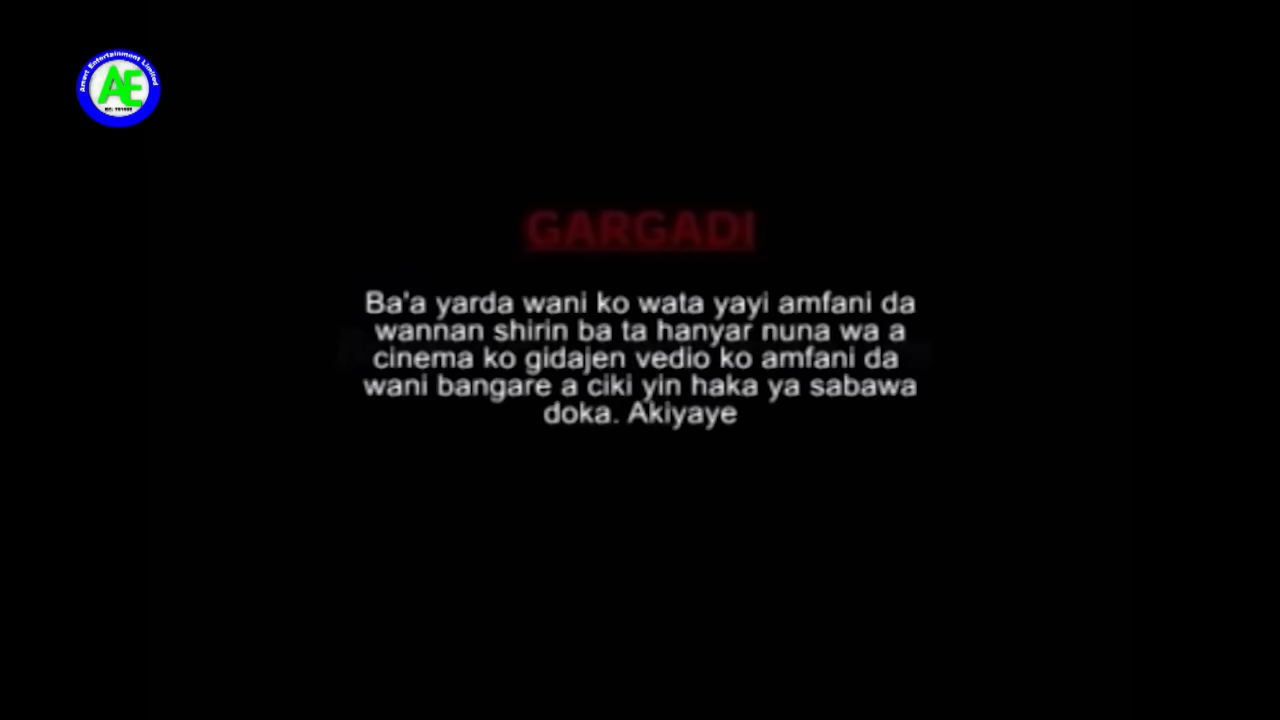 AE
GARGADI
Ba'a yarda wani ko wata yayi amfani da
wannan shirin ba ta hanyar nuna wa a
cinema ko gidajen vedio ko amfani da
wani bangare a ciki yin haka ya sabawa
doka. Akiyaye